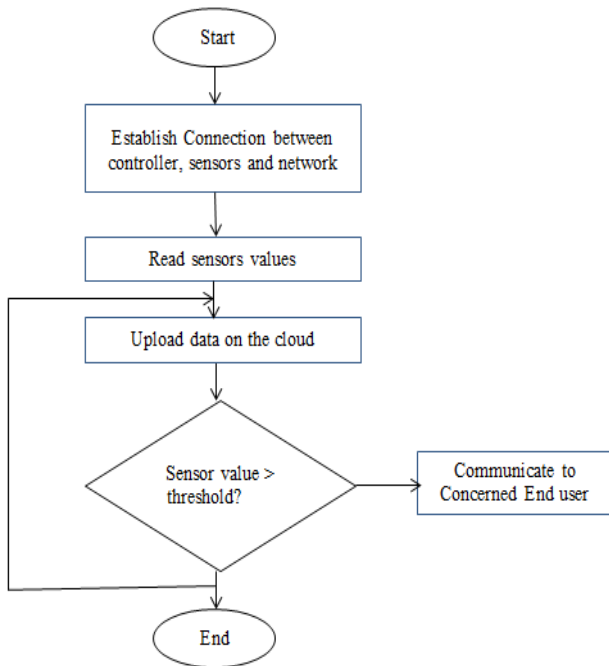 Start
Establish Connection between
controller, sensors and network
Read sensors values
Upload data on the cloud
Sensor value >
threshold?
Communicate to
Concerned End user
End